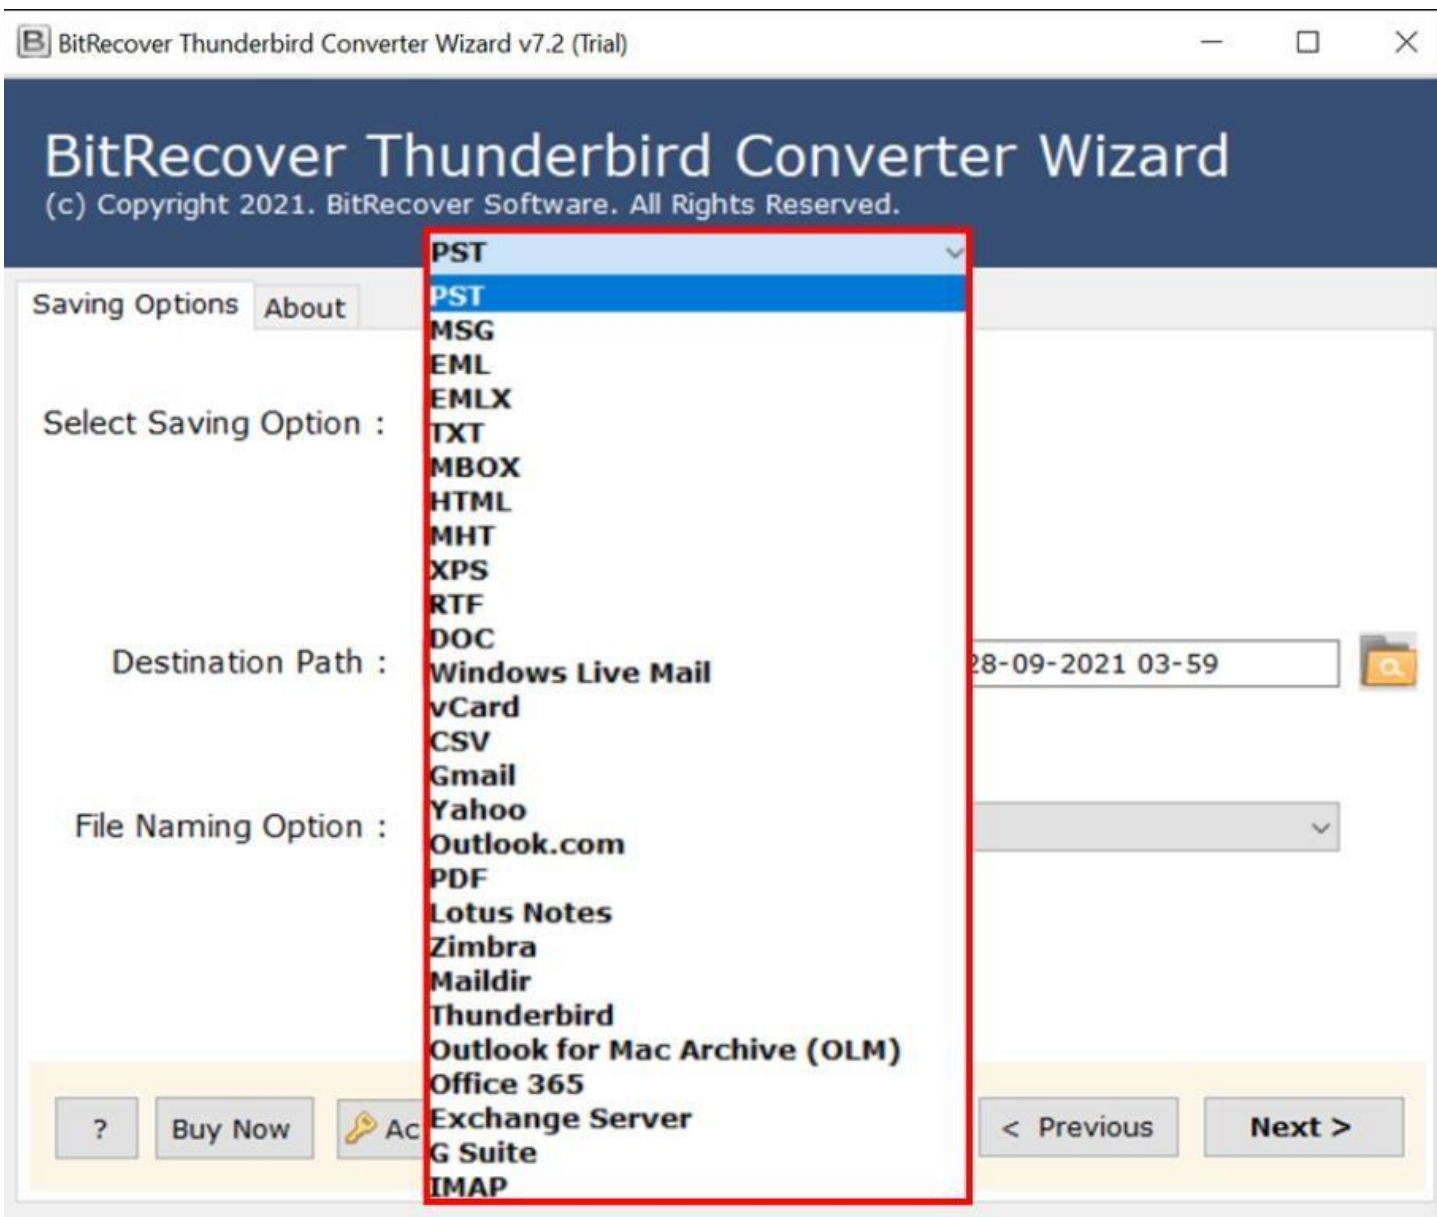 BitRecover Thunderbird Converter Wizard v7.2 (Trial)
BitRecover Thunderbird Converter Wizard
(c) Copyright 2021. BitRecover Software. All Rights Reserved.
PST
Saving Options
About
PST
MSG
EML
EMLX
Select Saving Option :
TXT
MBOX
HTML
MHT
XPS
RTF
DOC
Destination Path :
28-09-2021 03-59
Windows Live Mail
vCard
CSV
Gmail
Yahoo
File Naming Option :
Outlook.com
PDF
Lotus Notes
Zimbra
Maildir
Thunderbird
Outlook for Mac Archive (OLM)
Office 365
Exchange Server
G Suite
IMAP
?
Buy Now
Ac
< Previous
Next >